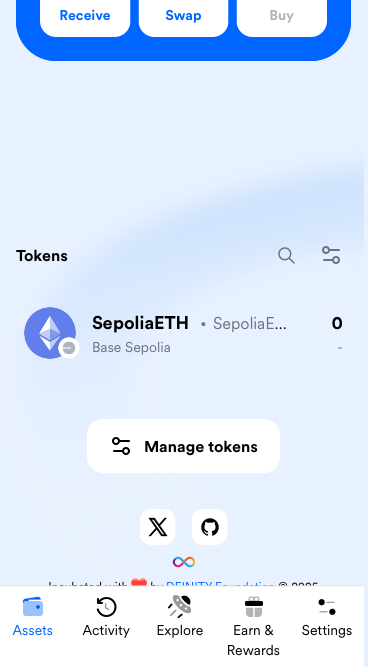 Receive Swap Buy
Tokens
SepoliaETH • SepoliaE... 0
Base Sepolia -
Manage tokens
Incubated with ❤️ by DFINITY Foundation © 2025
Assets Activity Explore Earn & Rewards Settings